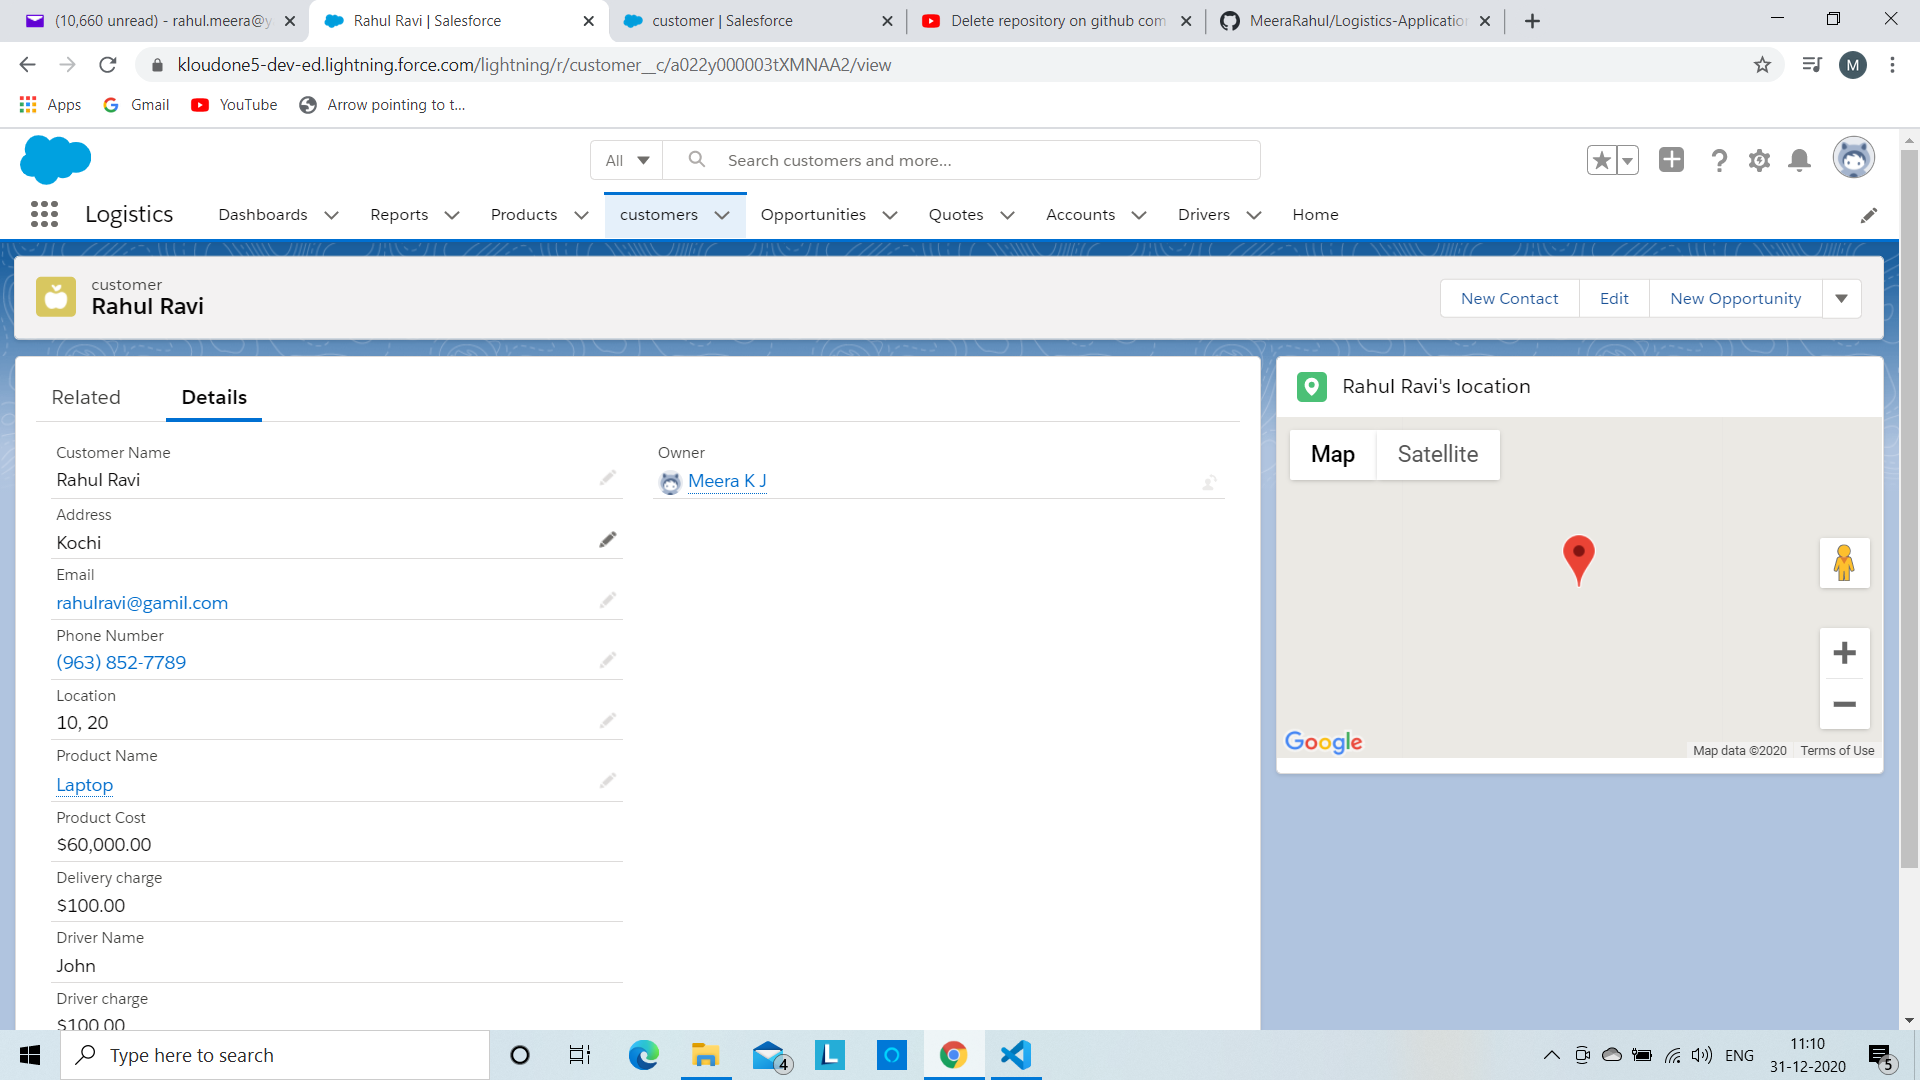 (10,660 unread) - rahul.meera@y
Rahul Ravi | Salesforce
customer | Salesforce
Delete repository on github com
MeeraRahul/Logistics-Application
kloudone5-dev-ed.lightning.force.com/lightning/r/customer__c/a022y000003tXMNAA2/view
M
Apps
Gmail
YouTube
Arrow pointing to t...
All
Search customers and more...
Logistics
Dashboards
Reports
Products
customers
Opportunities
Quotes
Accounts
Drivers
Home
customer
Rahul Ravi
New Contact
Edit
New Opportunity
Related
Details
Customer Name
Rahul Ravi
Address
Kochi
Email
rahulravi@gamil.com
Phone Number
(963) 852-7789
Location
10, 20
Product Name
Laptop
Product Cost
$60,000.00
Delivery charge
$100.00
Driver Name
John
Driver charge
$100.00
Owner
Meera K J
Rahul Ravi's location
Map
Satellite
Google
Map data ©2020
Terms of Use
Type here to search
4
L
ENG
11:10
31-12-2020
5